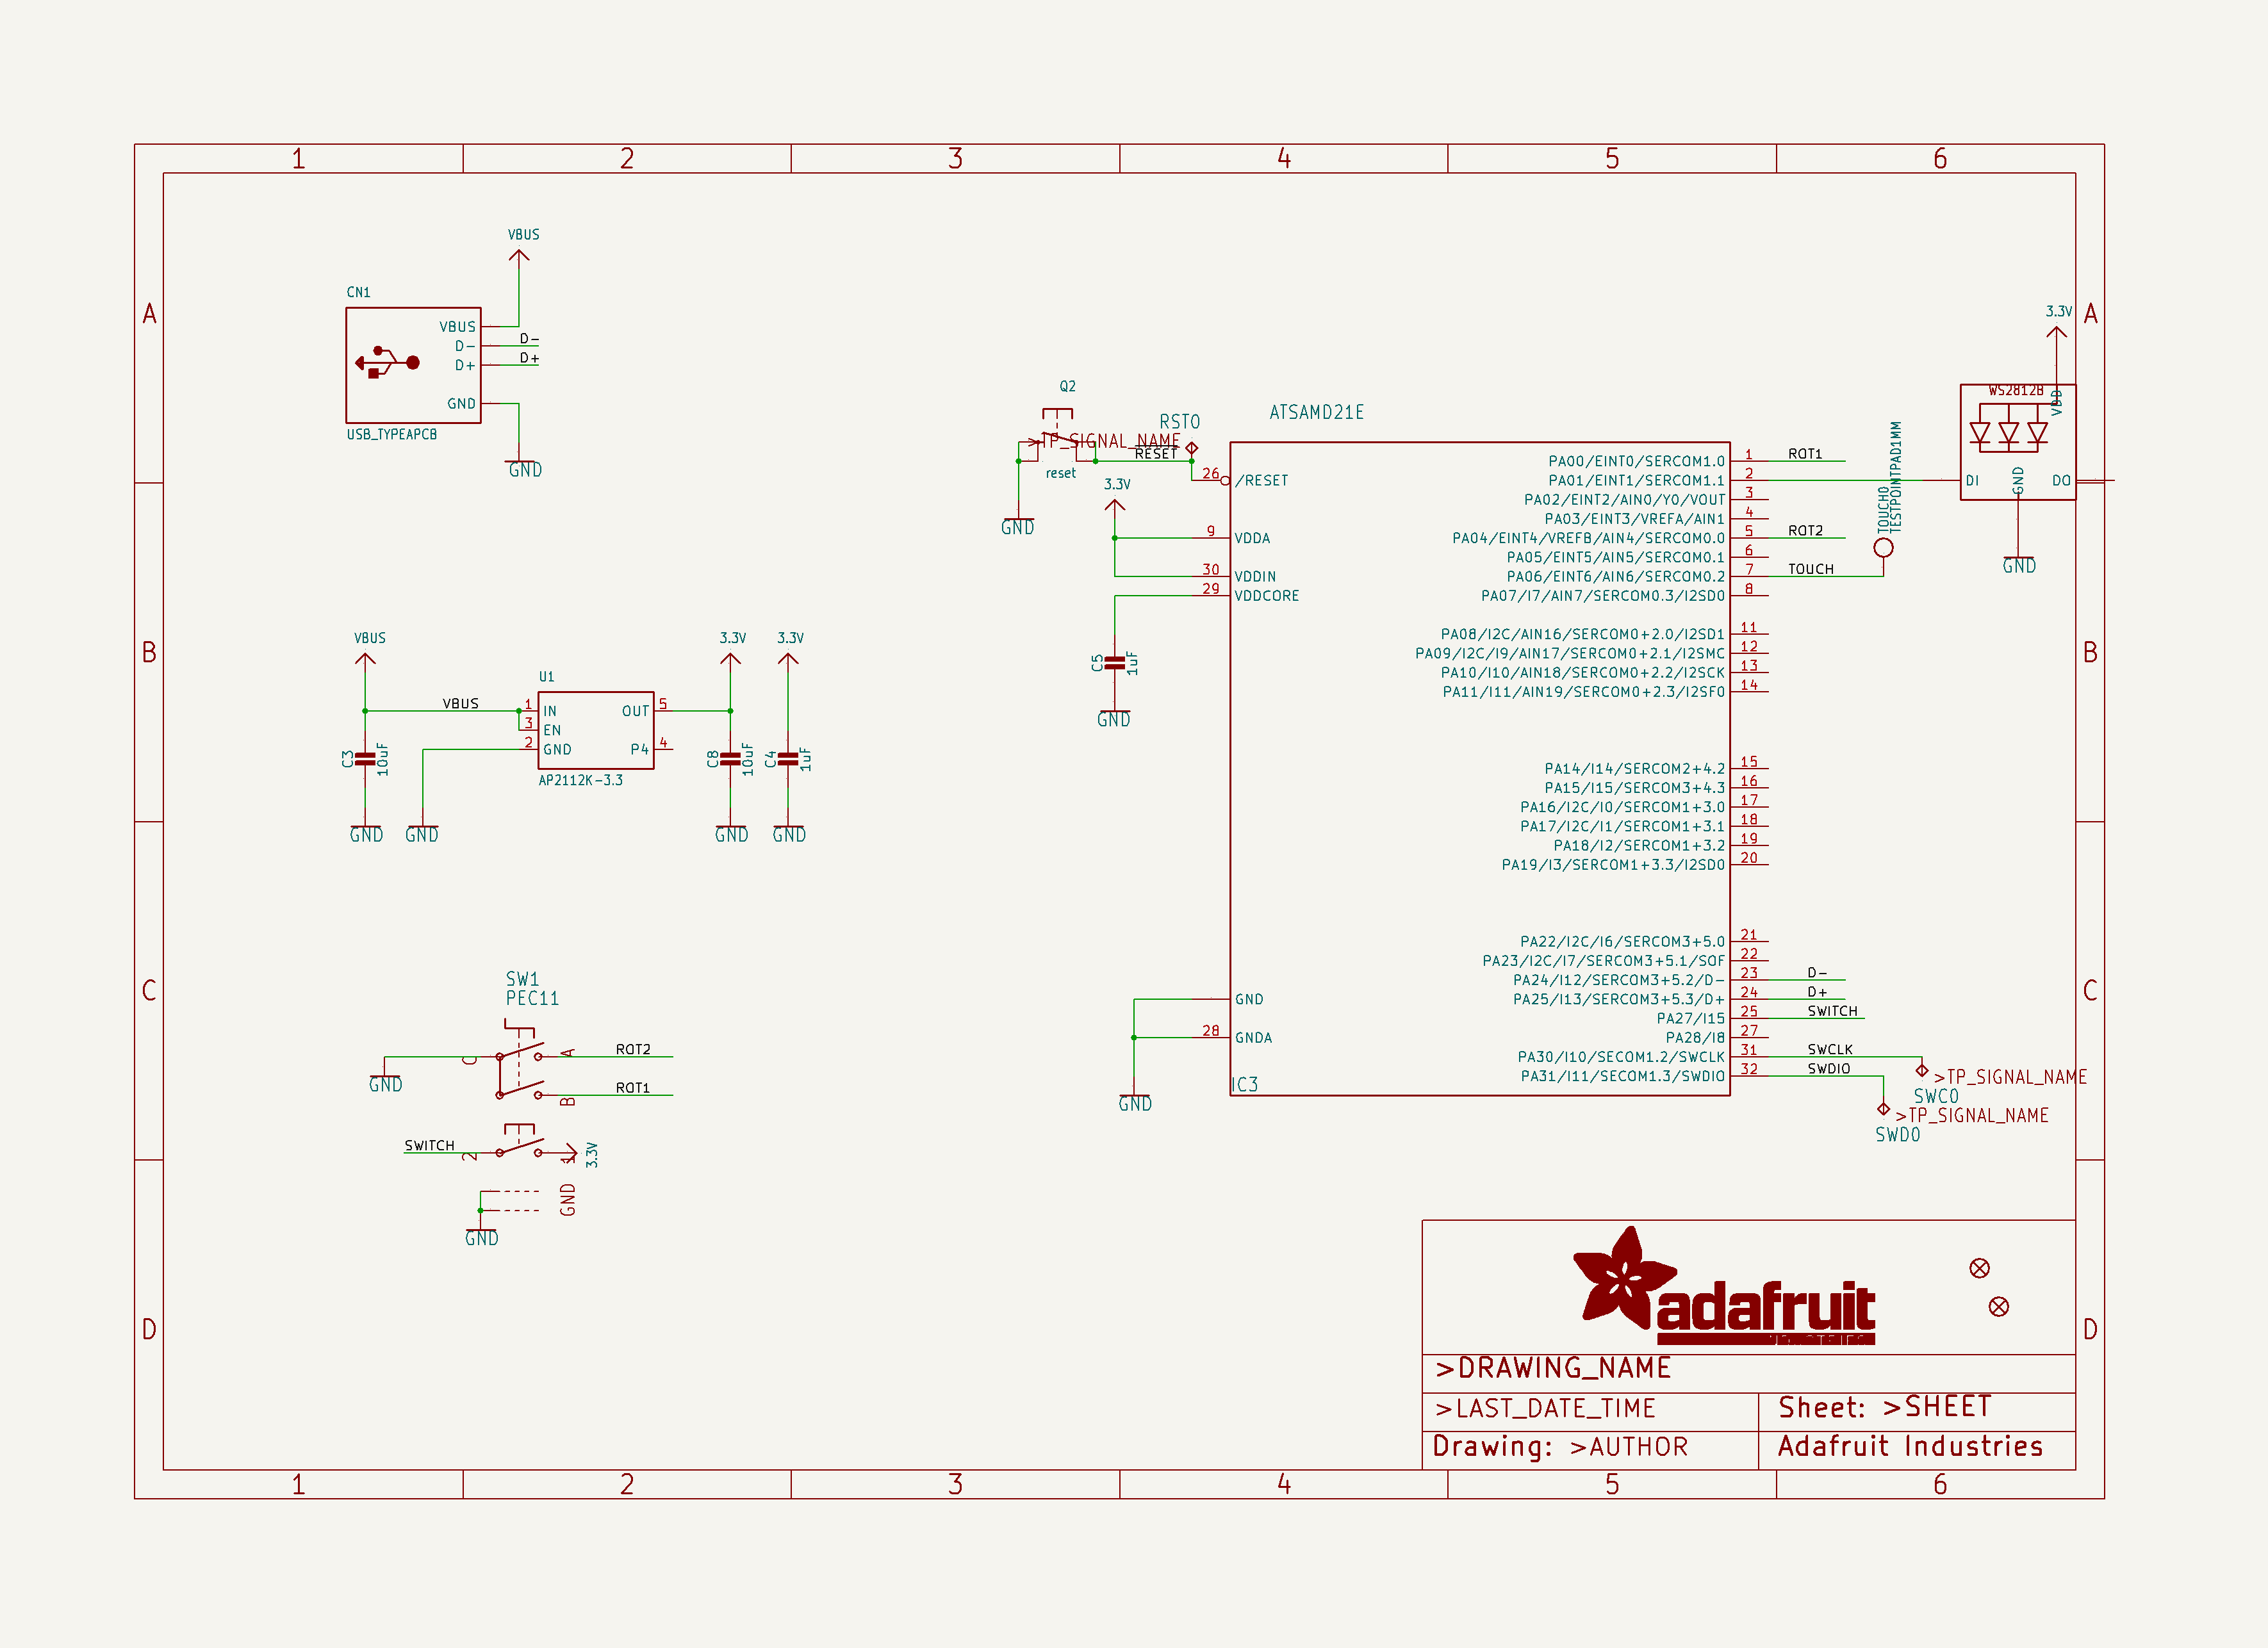 1 2 3 4 5 6
A
B
C
D
A
B
C
D
VBUS
CN1
VBUS
D-
D+
GND
D-
D+
USB_TYPEAPCB
GND
VBUS
VBUS
U1
1 IN
3 EN
2 GND
OUT 5
P4 4
AP2112K-3.3
C3
10uF
GND
GND
3.3V
C8
10uF
GND
3.3V
C4
1uF
GND
SW1
PEC11
C
A
ROT2
B
ROT1
GND
SWITCH
2
1
3.3V
GND
GND
Q2
RST0
>TP_SIGNAL_NAME
RESET
reset
GND
3.3V
C5
1uF
GND
ATSAMD21E
26 /RESET
9 VDDA
30 VDDIN
29 VDDCORE
GND
28 GNDA
GND
IC3
PA00/EINT0/SERCOM1.0 1 ROT1
PA01/EINT1/SERCOM1.1 2
PA02/EINT2/AIN0/Y0/VOUT 3
PA03/EINT3/VREFA/AIN1 4
PA04/EINT4/VREFB/AIN4/SERCOM0.0 5 ROT2
PA05/EINT5/AIN5/SERCOM0.1 6
PA06/EINT6/AIN6/SERCOM0.2 7 TOUCH
PA07/I7/AIN7/SERCOM0.3/I2SD0 8
PA08/I2C/AIN16/SERCOM0+2.0/I2SD1 11
PA09/I2C/I9/AIN17/SERCOM0+2.1/I2SMC 12
PA10/I10/AIN18/SERCOM0+2.2/I2SCK 13
PA11/I11/AIN19/SERCOM0+2.3/I2SF0 14
PA14/I14/SERCOM2+4.2 15
PA15/I15/SERCOM3+4.3 16
PA16/I2C/I0/SERCOM1+3.0 17
PA17/I2C/I1/SERCOM1+3.1 18
PA18/I2/SERCOM1+3.2 19
PA19/I3/SERCOM1+3.3/I2SD0 20
PA22/I2C/I6/SERCOM3+5.0 21
PA23/I2C/I7/SERCOM3+5.1/SOF 22
PA24/I12/SERCOM3+5.2/D- 23 D-
PA25/I13/SERCOM3+5.3/D+ 24 D+
PA27/I15 25 SWITCH
PA28/I8 27
PA30/I10/SECOM1.2/SWCLK 31 SWCLK
PA31/I11/SECOM1.3/SWDIO 32 SWDIO
TOUCH0
TESTPOINTPAD1MM
3.3V
WS2812B
VDD
DI
GND
DO
GND
>TP_SIGNAL_NAME
SWC0
>TP_SIGNAL_NAME
SWD0
adafruit
>DRAWING_NAME
>LAST_DATE_TIME
Sheet: >SHEET
Drawing: >AUTHOR
Adafruit Industries
1 2 3 4 5 6